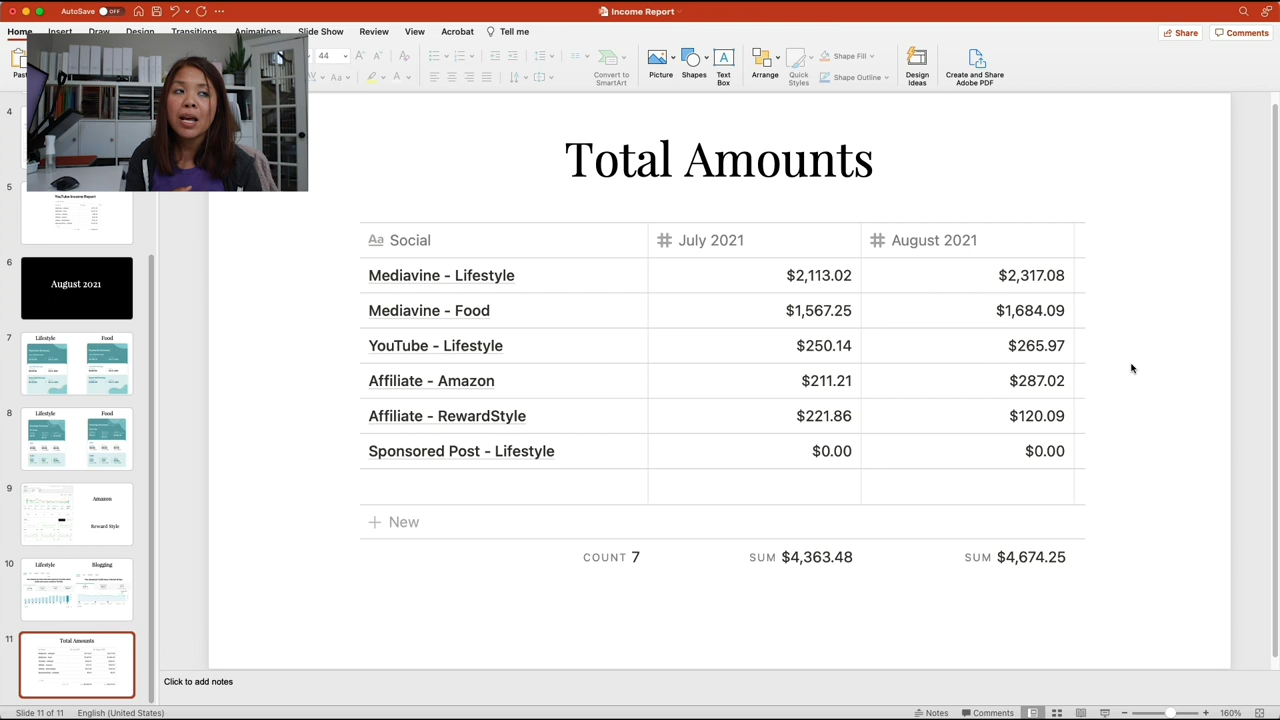 AutoSave OFF
Income Report
Home Insert Draw Design Transitions Animations Slide Show Review View Acrobat Tell me
Share Comments
Paste
44
Convert to
SmartArt
Picture
Shapes
Text
Box
Arrange
Quick
Styles
Shape Fill
Shape Outline
Design
Ideas
Create and Share
Adobe PDF
4
5
YouTube Income Report
6
August 2021
7
Lifestyle Food
8
Lifestyle Food
9
Amazon
Reward Style
10
Lifestyle Blogging
11
Total Amounts
Total Amounts
Aa Social # July 2021 # August 2021
Mediavine - Lifestyle $2,113.02 $2,317.08
Mediavine - Food $1,567.25 $1,684.09
YouTube - Lifestyle $250.14 $265.97
Affiliate - Amazon $211.21 $287.02
Affiliate - RewardStyle $221.86 $120.09
Sponsored Post - Lifestyle $0.00 $0.00
+ New
COUNT 7 SUM $4,363.48 SUM $4,674.25
Click to add notes
Slide 11 of 11 English (United States) Notes Comments 160%